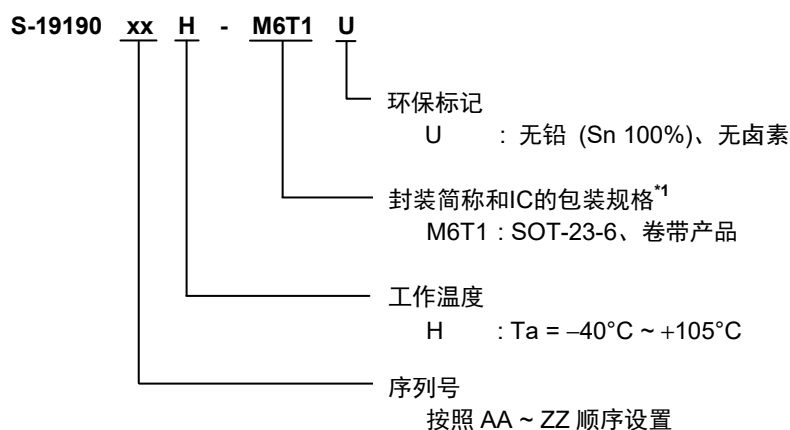 S-19190 xx H - M6T1 U
环保标记
U : 无铅 (Sn 100%)、无卤素
封装简称和IC的包装规格*1
M6T1 : SOT-23-6、卷带产品
工作温度
H : Ta = −40°C ~ +105°C
序列号
按照 AA ~ ZZ 顺序设置